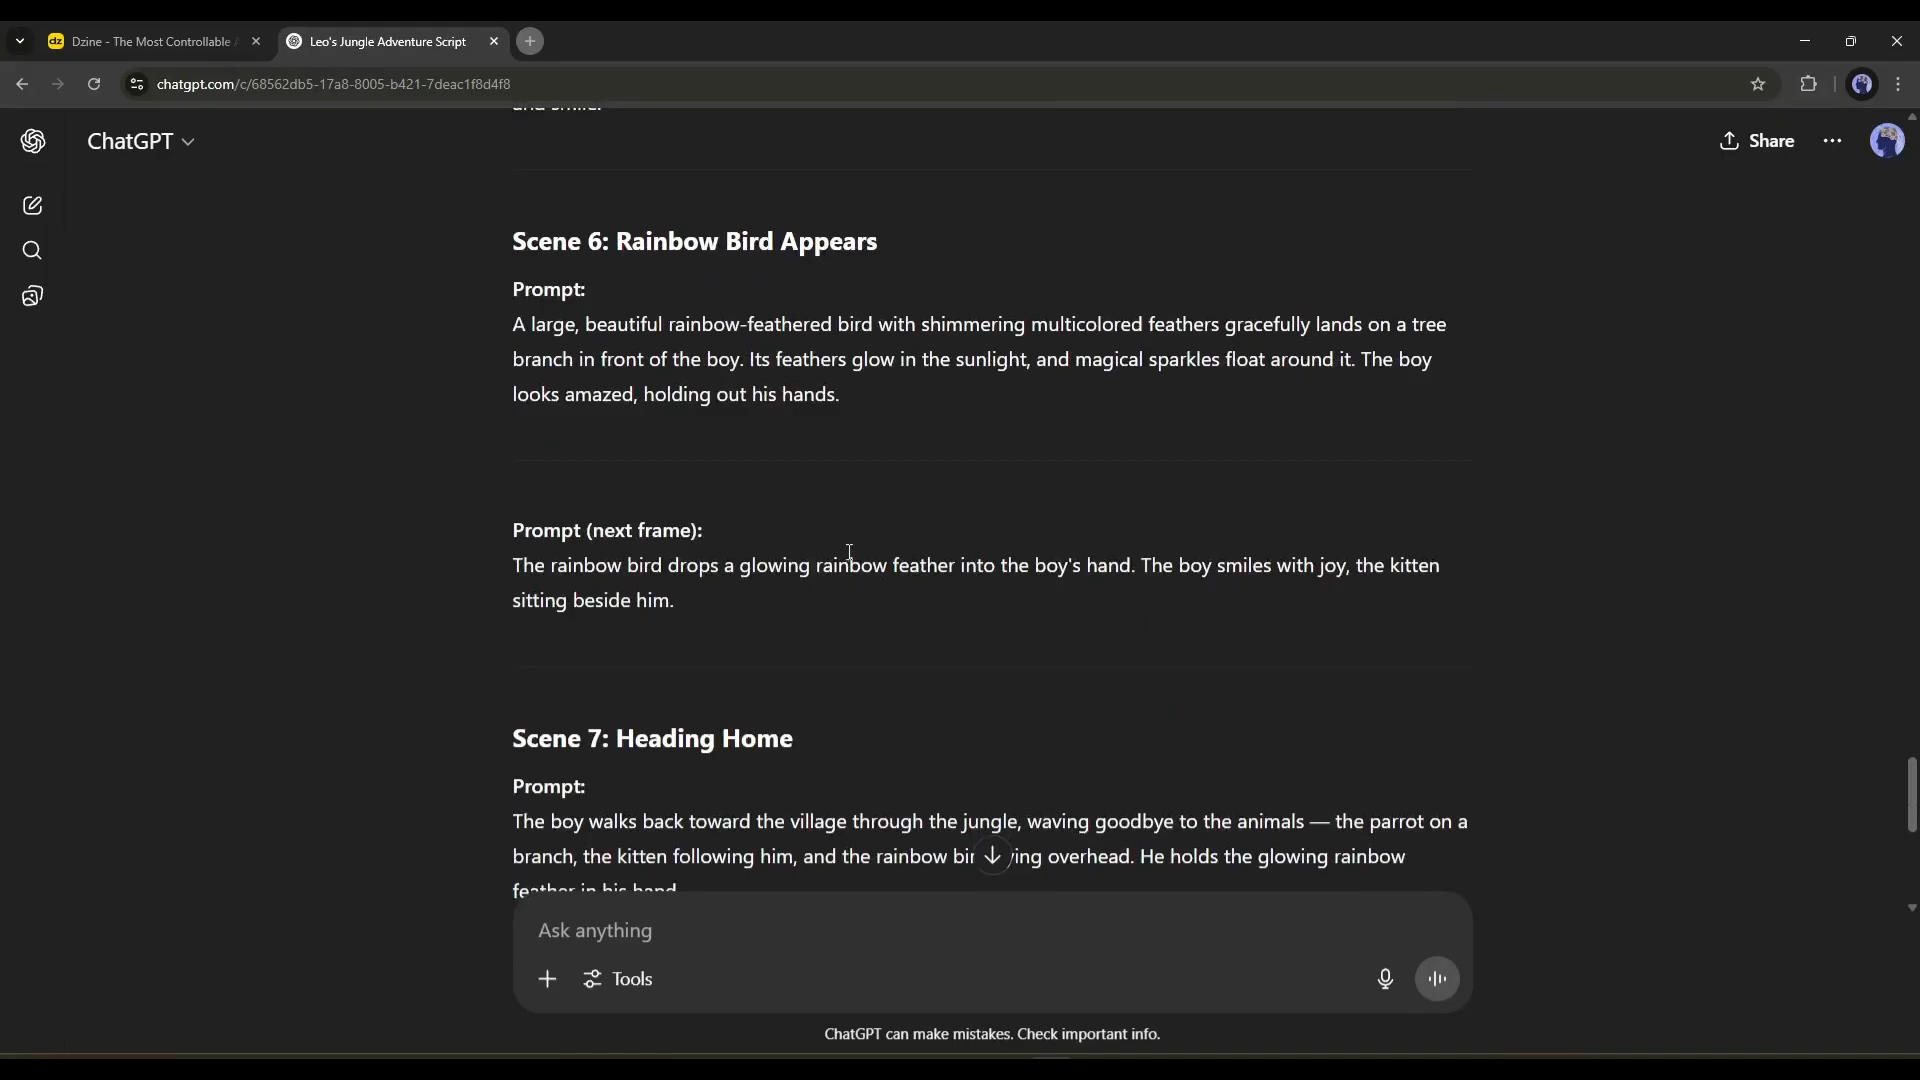 Dzine - The Most Controllable
Leo's Jungle Adventure Script
chatgpt.com/c/68562db5-17a8-8005-b421-7deac1f8d4f8
and smile.
ChatGPT
Share
Scene 6: Rainbow Bird Appears
Prompt:
A large, beautiful rainbow-feathered bird with shimmering multicolored feathers gracefully lands on a tree
branch in front of the boy. Its feathers glow in the sunlight, and magical sparkles float around it. The boy
looks amazed, holding out his hands.
Prompt (next frame):
The rainbow bird drops a glowing rainbow feather into the boy's hand. The boy smiles with joy, the kitten
sitting beside him.
Scene 7: Heading Home
Prompt:
The boy walks back toward the village through the jungle, waving goodbye to the animals — the parrot on a
branch, the kitten following him, and the rainbow overhead. He holds the glowing rainbow
feather in his hand
Ask anything
Tools
ChatGPT can make mistakes. Check important info.